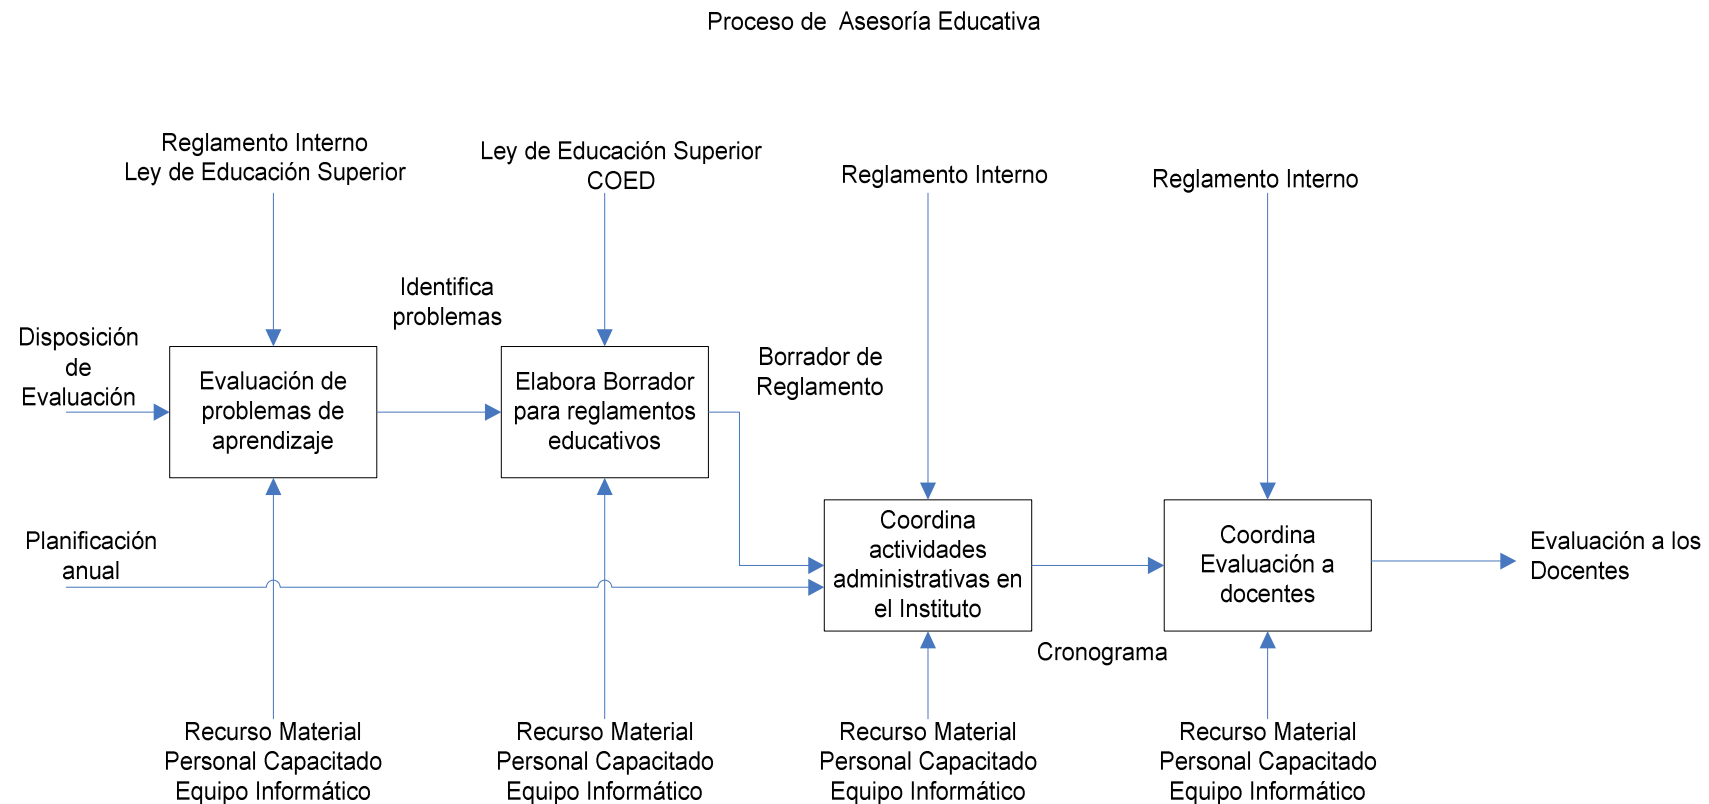 Proceso de  Asesoría Educativa
Reglamento Interno
Ley de Educación Superior
Ley de Educación Superior
COED
Reglamento Interno
Reglamento Interno
Identifica
problemas
Disposición
de
Evaluación
Evaluación de
problemas de
aprendizaje
Elabora Borrador
para reglamentos
educativos
Borrador de
Reglamento
Planificación
anual
Coordina
actividades
administrativas en
el Instituto
Coordina
Evaluación a
docentes
Evaluación a los
Docentes
Cronograma
Recurso Material
Personal Capacitado
Equipo Informático
Recurso Material
Personal Capacitado
Equipo Informático
Recurso Material
Personal Capacitado
Equipo Informático
Recurso Material
Personal Capacitado
Equipo Informático